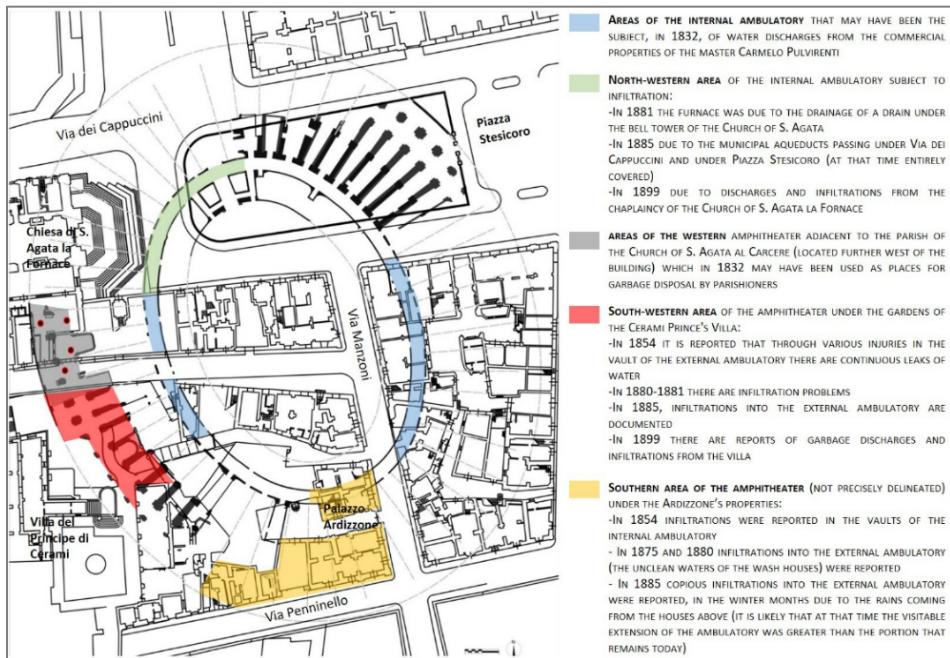 Via dei Cappuccini
Piazza
Stesicoro
Chiesa di S.
Agata la
Fornace
Via Manzoni
Palazzo
Ardizzone
Villa del
Principe di
Cerami
Via Penninello
AREAS OF THE INTERNAL AMBULATORY THAT MAY HAVE BEEN THE
SUBJECT, IN 1832, OF WATER DISCHARGES FROM THE COMMERCIAL
PROPERTIES OF THE MASTER CARMELO PULVIRENTI
NORTH-WESTERN AREA OF THE INTERNAL AMBULATORY SUBJECT TO
INFILTRATION:
-IN 1881 THE FURNACE WAS DUE TO THE DRAINAGE OF A DRAIN UNDER
THE BELL TOWER OF THE CHURCH OF S. AGATA
-IN 1885 DUE TO THE MUNICIPAL AQUEDUCTS PASSING UNDER VIA DEI
CAPPUCCINI AND UNDER PIAZZA STESICORO (AT THAT TIME ENTIRELY
COVERED)
-IN 1899 DUE TO DISCHARGES AND INFILTRATIONS FROM THE
CHAPLAINCY OF THE CHURCH OF S. AGATA LA FORNACE
AREAS OF THE WESTERN AMPHITHEATER ADJACENT TO THE PARISH OF
THE CHURCH OF S. AGATA AL CARCERE (LOCATED FURTHER WEST OF THE
BUILDING) WHICH IN 1832 MAY HAVE BEEN USED AS PLACES FOR
GARBAGE DISPOSAL BY PARISHIONERS
SOUTH-WESTERN AREA OF THE AMPHITHEATER UNDER THE GARDENS OF
THE CERAMI PRINCE'S VILLA:
-IN 1854 IT IS REPORTED THAT THROUGH VARIOUS INJURIES IN THE
VAULT OF THE EXTERNAL AMBULATORY THERE ARE CONTINUOUS LEAKS OF
WATER
-IN 1880-1881 THERE ARE INFILTRATION PROBLEMS
-IN 1885, INFILTRATIONS INTO THE EXTERNAL AMBULATORY ARE
DOCUMENTED
-IN 1899 THERE ARE REPORTS OF GARBAGE DISCHARGES AND
INFILTRATIONS FROM THE VILLA
SOUTHERN AREA OF THE AMPHITHEATER (NOT PRECISELY DELINEATED)
UNDER THE ARDIZZONE'S PROPERTIES:
-IN 1854 INFILTRATIONS WERE REPORTED IN THE VAULTS OF THE
INTERNAL AMBULATORY
- IN 1875 AND 1880 INFILTRATIONS INTO THE EXTERNAL AMBULATORY
(THE UNCLEAN WATERS OF THE WASH HOUSES) WERE REPORTED
- IN 1885 COPIOUS INFILTRATIONS INTO THE EXTERNAL AMBULATORY
WERE REPORTED, IN THE WINTER MONTHS DUE TO THE RAINS COMING
FROM THE HOUSES ABOVE (IT IS LIKELY THAT AT THAT TIME THE VISITABLE
EXTENSION OF THE AMBULATORY WAS GREATER THAN THE PORTION THAT
REMAINS TODAY)